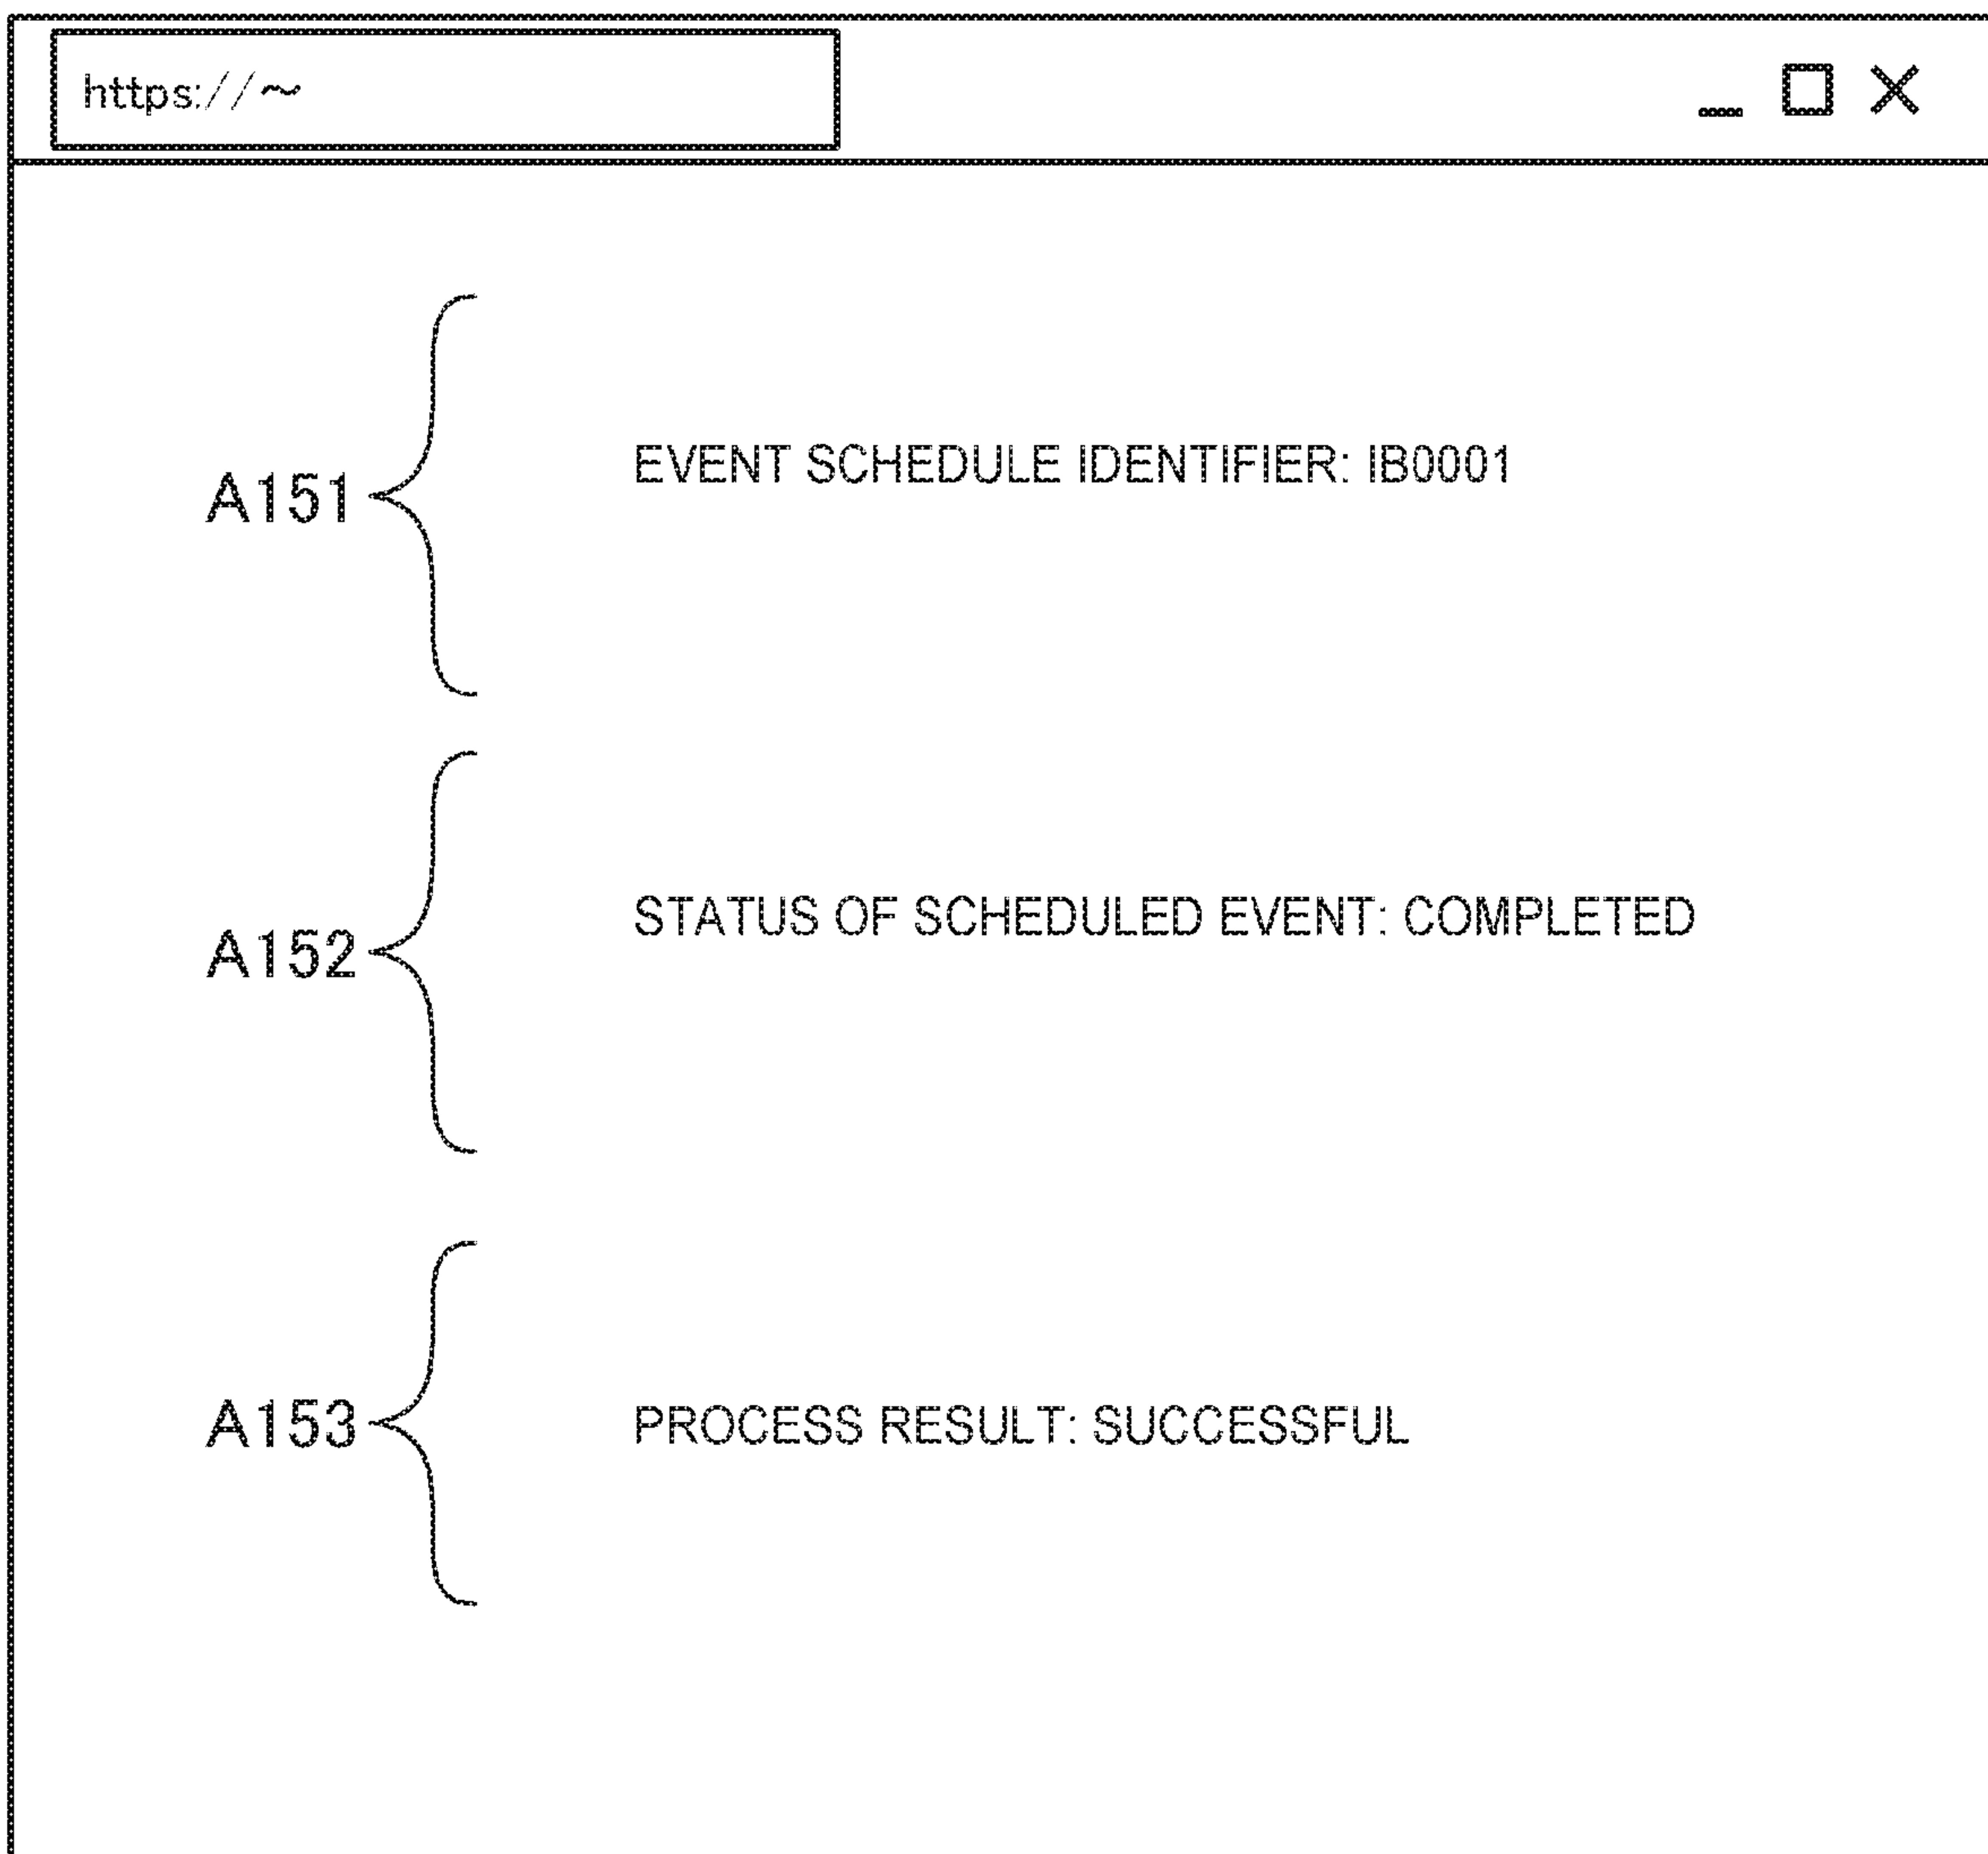 https://~
EVENT SCHEDULE IDENTIFIER: IB0001
A151
STATUS OF SCHEDULED EVENT: COMPLETED
A152
PROCESS RESULT: SUCCESSFUL
A153